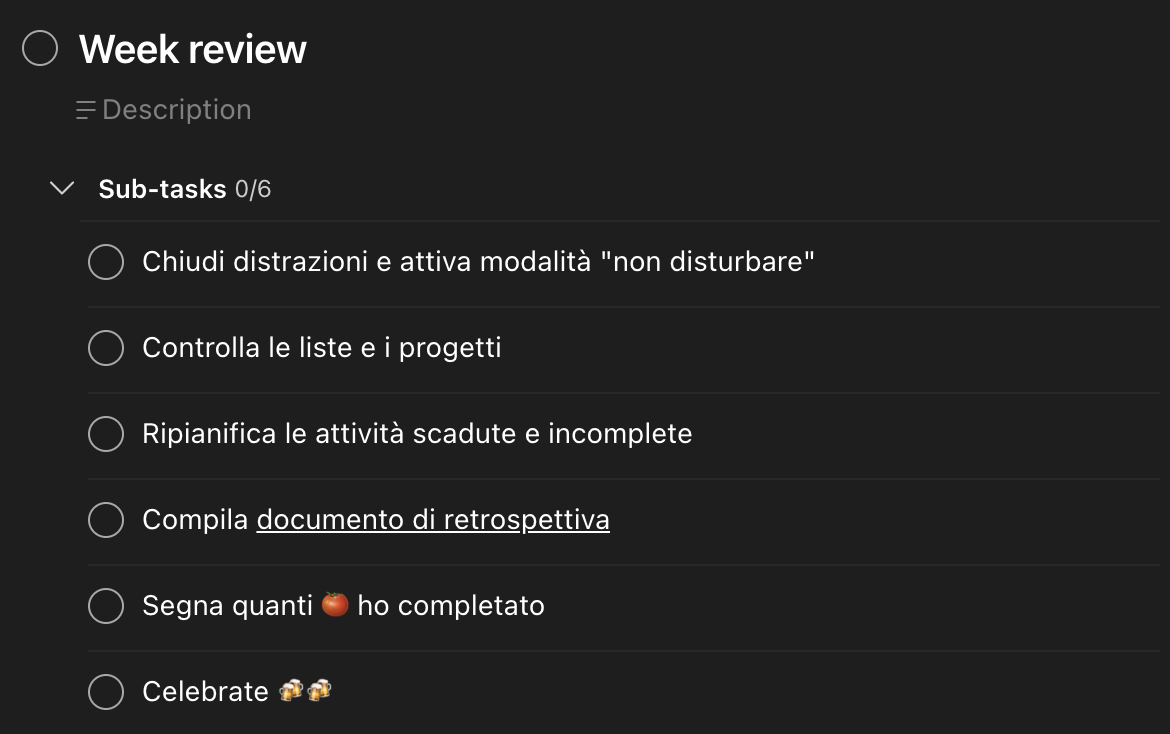 Week review
Description
Sub-tasks 0/6
Chiudi distrazioni e attiva modalità "non disturbare"
Controlla le liste e i progetti
Ripianifica le attività scadute e incomplete
Compila documento di retrospettiva
Segna quanti 🍅 ho completato
Celebrate 🍻🍻